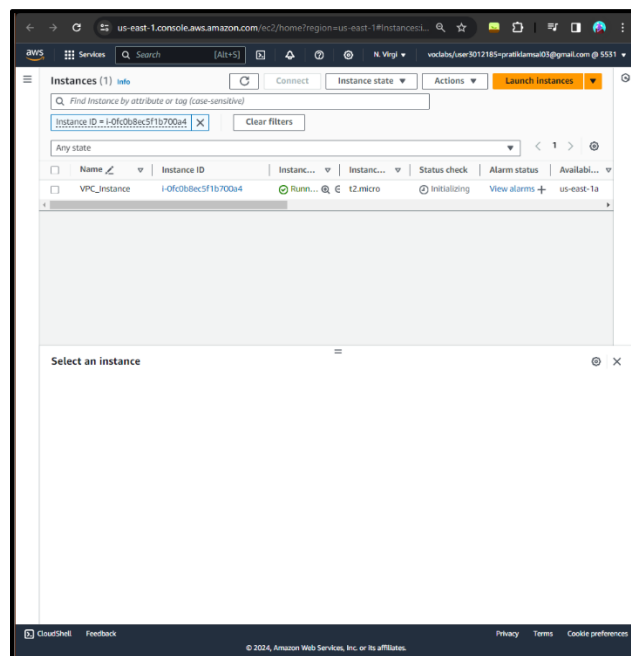 us-east-1.console.aws.amazon.com/ec2/home?region=us-east-1#Instances:i...
aws Services Search [Alt+S] N. Virgi voclabs/user3012185=pratiklamsal03@gmail.com @ 5531
Instances (1) Info Connect Instance state Actions Launch instances
Find Instance by attribute or tag (case-sensitive)
Instance ID = i-0fc0b8ec5f1b700a4 X Clear filters
Any state 1
Name Instance ID Instanc... Instanc... Status check Alarm status Availabi...
VPC_Instance i-0fc0b8ec5f1b700a4 Runn... t2.micro Initializing View alarms + us-east-1a
Select an instance
CloudShell Feedback Privacy Terms Cookie preferences
© 2024, Amazon Web Services, Inc. or its affiliates.